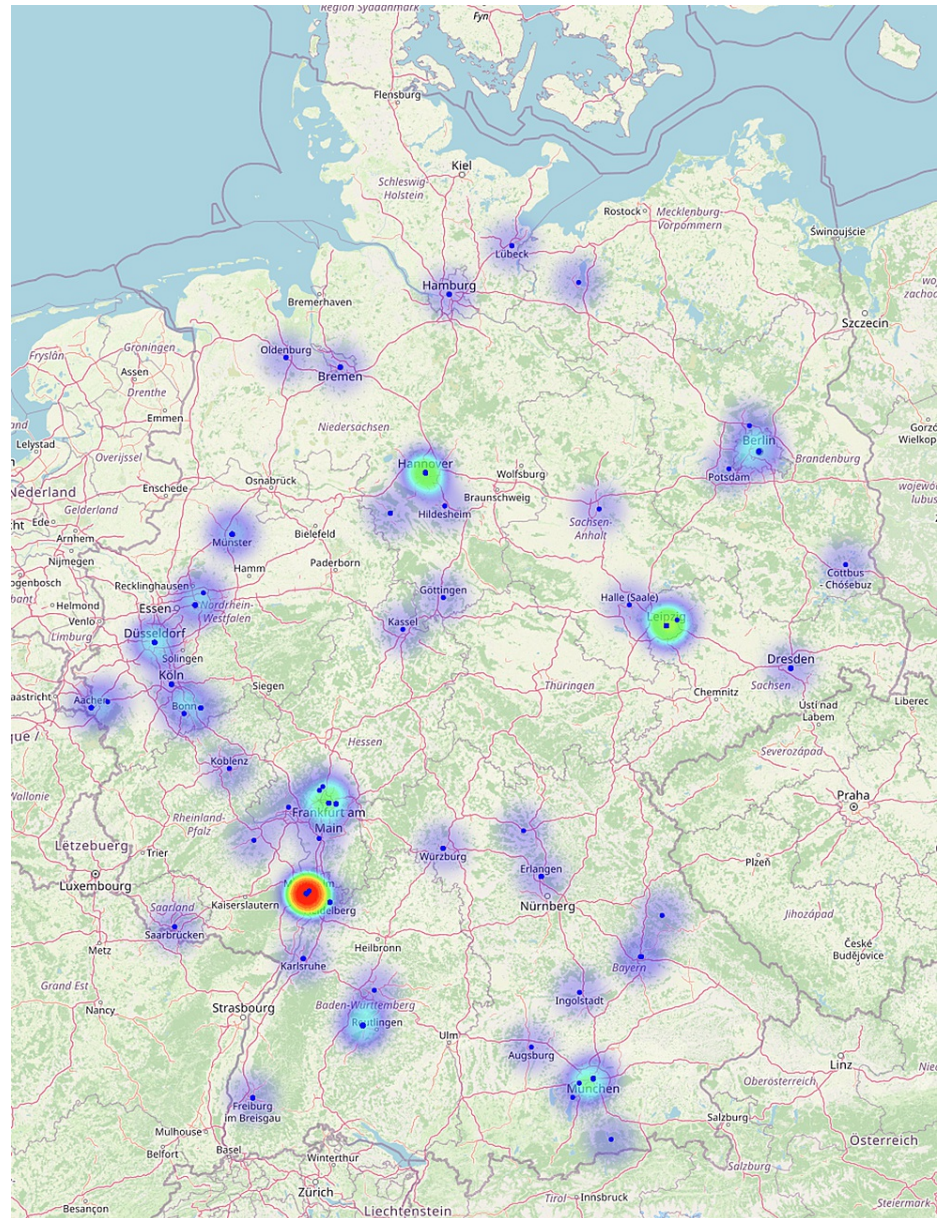 Region Syddanmark
Fyn
Flensburg
Kiel
Schleswig
Holstein
Rostock
Mecklenburg-
Vorpommern
Świnoujście
Lübeck
Hamburg
Bremerhaven
Szczecin
Groningen
Fryslân
Assen
Drenthe
Oldenburg
Bremen
Emmen
Niedersachsen
Lelystad
Overijssel
Berlin
Brandenburg
Hannover
Wolfsburg
Potsdam
Osnabrück
Enschede
Nederland
Braunschweig
Gelderland
Hildesheim
Ede
Sachsen-
Anhalt
Arnhem
Münster
Bielefeld
Nijmegen
Hamm
Paderborn
Cottbus
- Chóśebuz
Recklinghausen
Göttingen
Halle (Saale)
Helmond
Essen
Nordrhein-
Westfalen
Venlo
Kassel
Leipzig
Limburg
Düsseldorf
Solingen
Dresden
Köln
Siegen
Thüringen
Sachsen
Chemnitz
Aachen
Bonn
Liberec
Ústí nad
Labem
Hessen
Severozápad
Koblenz
Wallonie
Praha
Frankfurt am
Main
Rheinland-
Pfalz
Lëtzebuerg
Trier
Würzburg
Plzeň
Erlangen
Luxembourg
Kaiserslautern
Nürnberg
Saarland
Jihozápad
Saarbrücken
Heilbronn
České
Budějovice
Metz
Karlsruhe
Bayern
Grand Est
Ingolstadt
Baden-Württemberg
Nancy
Strasbourg
Reutlingen
Ulm
Augsburg
Linz
Oberösterreich
München
Freiburg
im Breisgau
Salzburg
Mulhouse
Österreich
Belfort
Basel
Winterthur
Salzburg
Zürich
Tirol
Innsbruck
Besançon
Liechtenstein
Steiermark